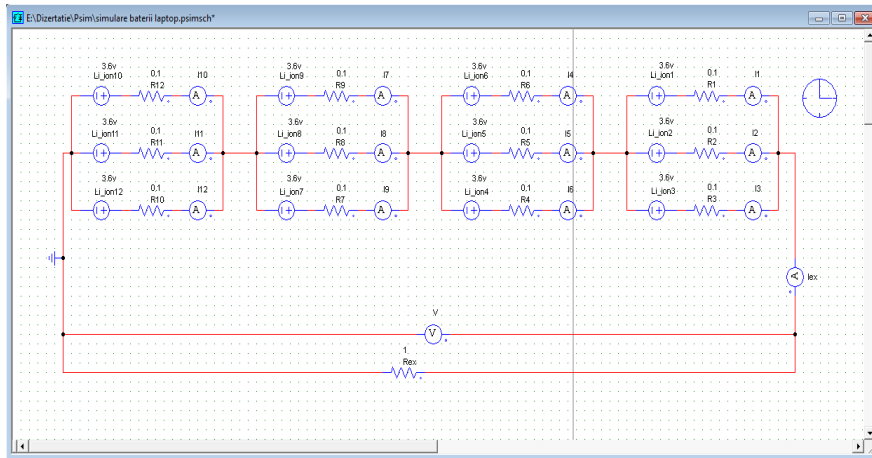 E:\Dizertatie\Psim\simulare baterii laptop.psimsch*
3.6v 3.6v 3.6v 3.6v
Li_ion10 0.1 I10 Li_ion9 0.1 I7 Li_ion6 0.1 I4 Li_ion1 0.1 I1
R12 R9 R6 R1
A A A A
3.6v 3.6v 3.6v 3.6v
Li_ion11 0.1 I11 Li_ion8 0.1 I8 Li_ion5 0.1 I5 Li_ion2 0.1 I2
R11 R8 R5 R2
A A A A
3.6v 3.6v 3.6v 3.6v
Li_ion12 0.1 I12 Li_ion7 0.1 I9 Li_ion4 0.1 I6 Li_ion3 0.1 I3
R10 R7 R4 R3
A A A A
A Iex
V
V
1
Rex